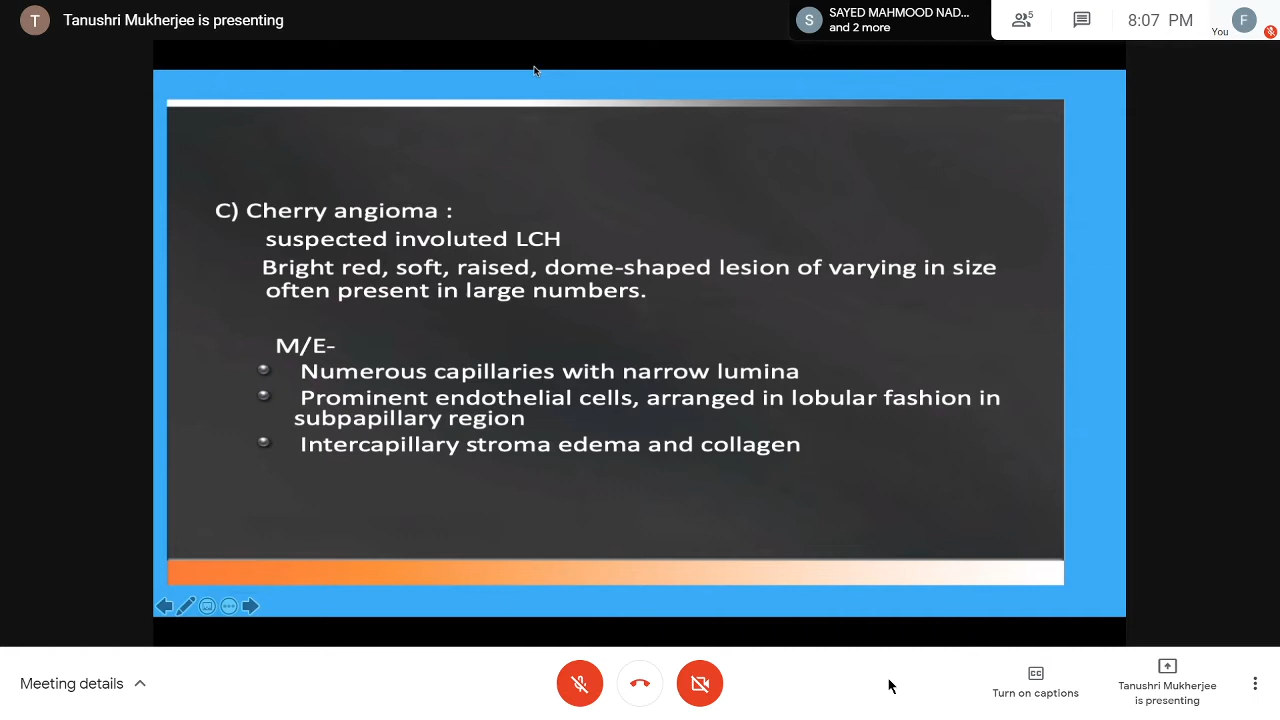 T Tanushri Mukherjee is presenting
S SAYED MAHMOOD NAD...
and 2 more
5
8:07 PM
F
You
C) Cherry angioma :
suspected involuted LCH
Bright red, soft, raised, dome-shaped lesion of varying in size
often present in large numbers.
M/E-
Numerous capillaries with narrow lumina
Prominent endothelial cells, arranged in lobular fashion in
subpapillary region
Intercapillary stroma edema and collagen
Meeting details
CC
Turn on captions
Tanushri Mukherjee
is presenting